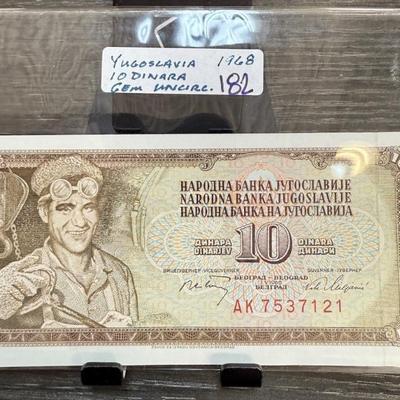 YUGOSLAVIA 1968
10 DINARA
GEM UNCIRC. 182
НАРОДНА БАНКА ЈУГОСЛАВИЈЕ
NARODNA BANKA JUGOSLAVIJE
НАРОДНА БАНКА НА ЈУГОСЛАВИЈА
ДИНАРА 10 DINARA
DINARJEV ДИНАРИ
БЕОГРАД - BEOGRAD
БЕЛГРАД
AK 7537121